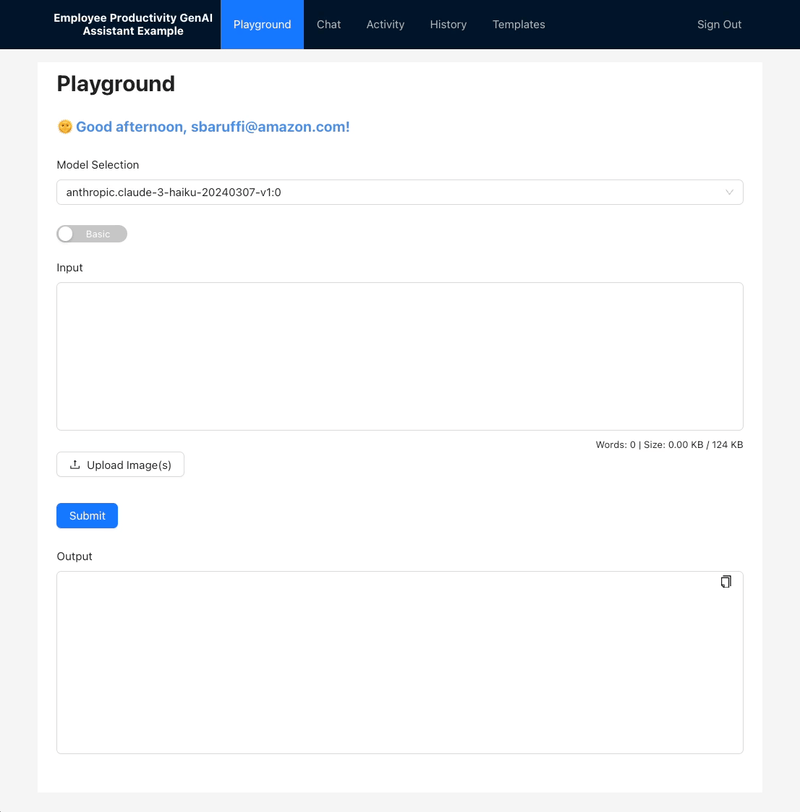 Employee Productivity GenAI
Assistant Example
Playground
Chat
Activity
History
Templates
Sign Out
Playground
🌞 Good afternoon, sbaruffi@amazon.com!
Model Selection
anthropic.claude-3-haiku-20240307-v1:0
Basic
Input
Words: 0 | Size: 0.00 KB / 124 KB
Upload Image(s)
Submit
Output